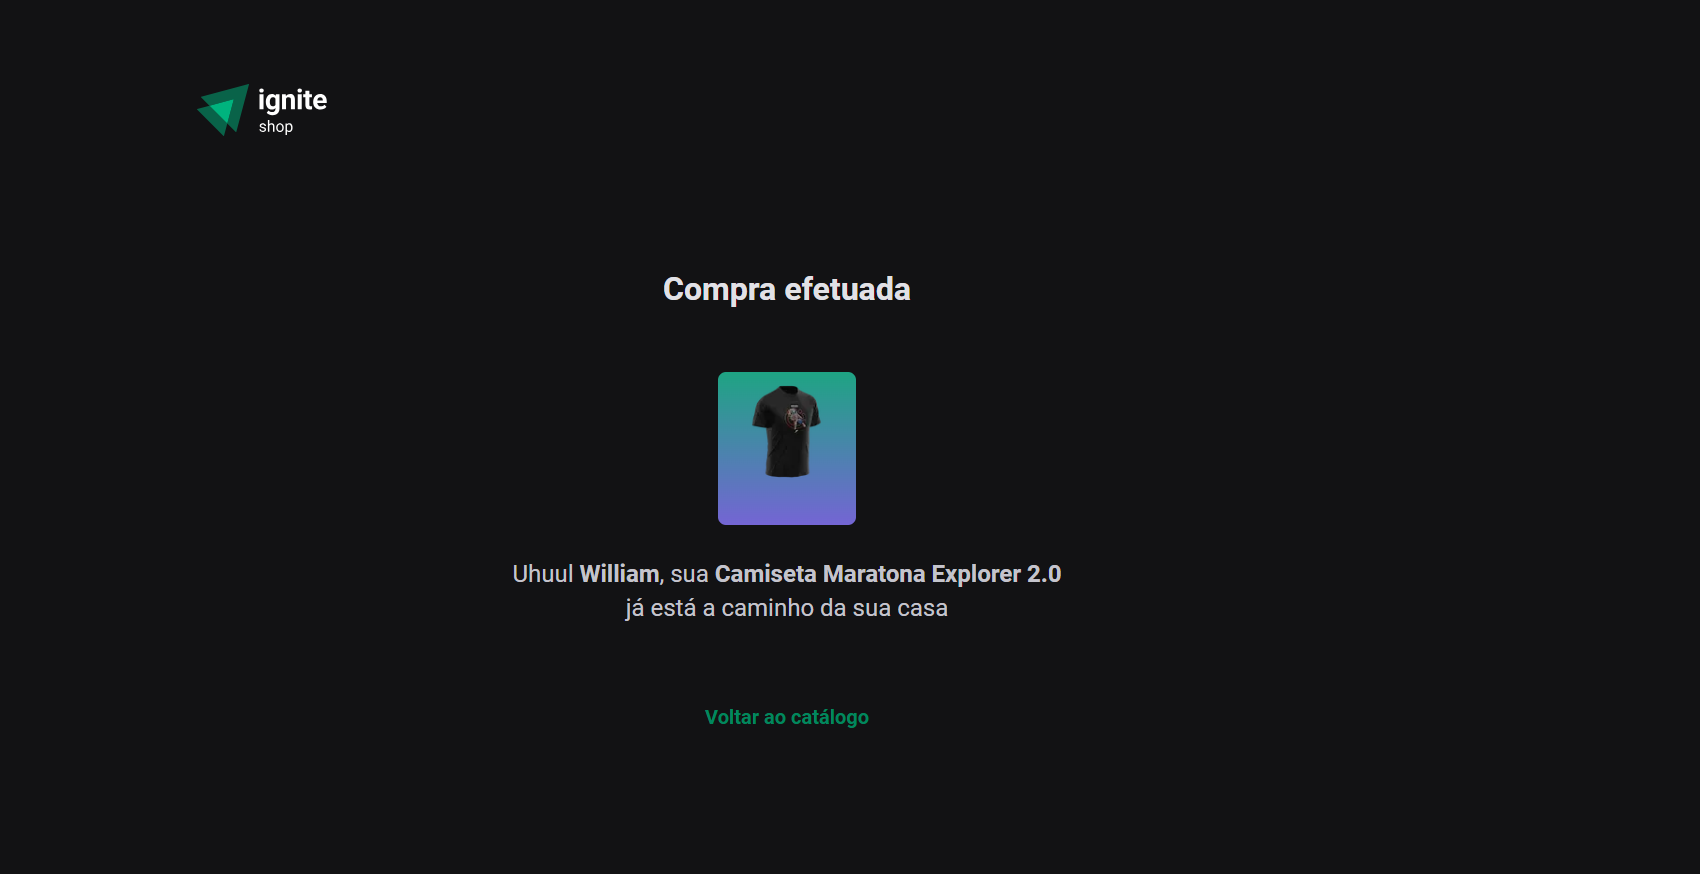 ignite
shop
Compra efetuada
Uhuul William, sua Camiseta Maratona Explorer 2.0
já está a caminho da sua casa
Voltar ao catálogo